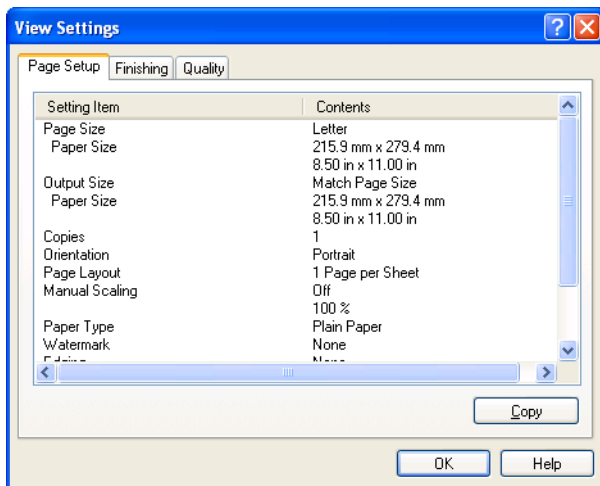 View Settings
Page Setup Finishing Quality
Setting Item Contents
Page Size Letter
Paper Size 215.9 mm x 279.4 mm
8.50 in x 11.00 in
Output Size Match Page Size
Paper Size 215.9 mm x 279.4 mm
8.50 in x 11.00 in
Copies 1
Orientation Portrait
Page Layout 1 Page per Sheet
Manual Scaling Off
100 %
Paper Type Plain Paper
Watermark None
Copy
OK Help